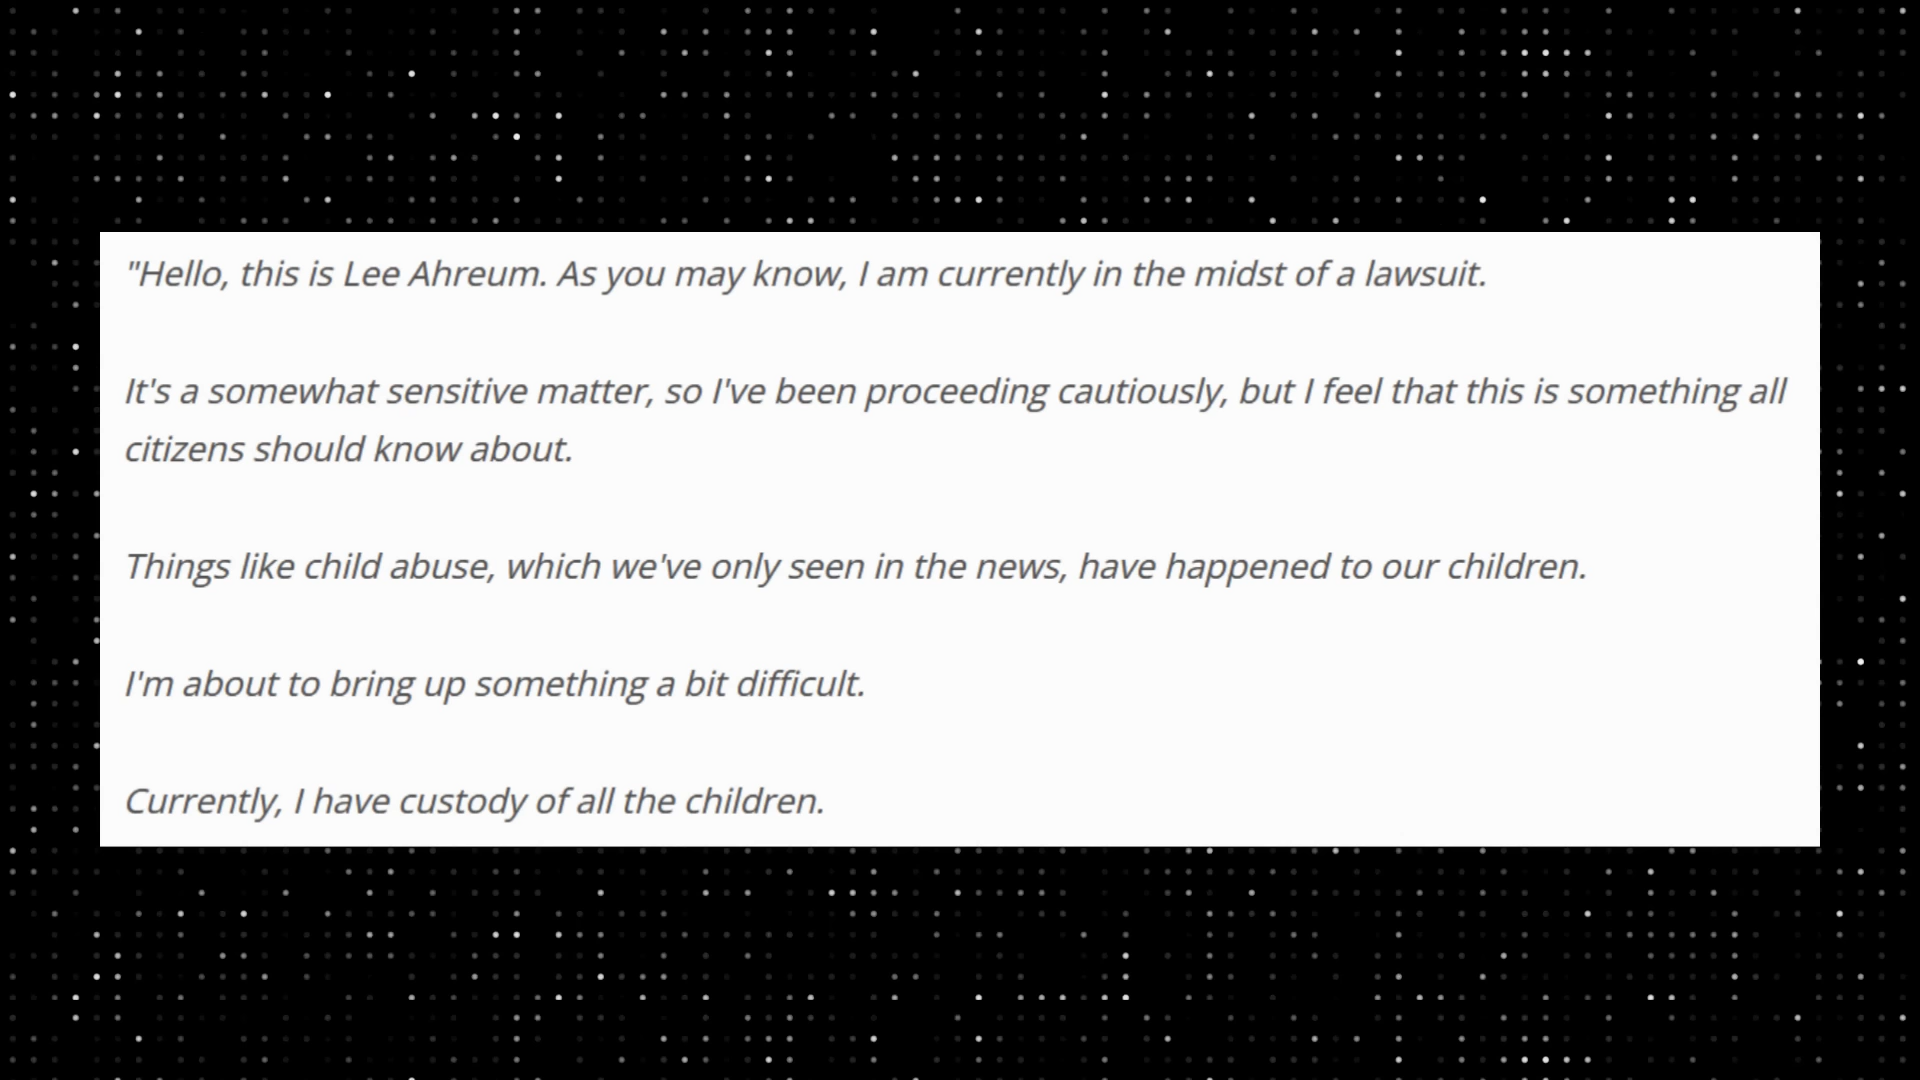 "Hello, this is Lee Ahreum. As you may know, I am currently in the midst of a lawsuit.
It's a somewhat sensitive matter, so I've been proceeding cautiously, but I feel that this is something all
citizens should know about.
Things like child abuse, which we've only seen in the news, have happened to our children.
I'm about to bring up something a bit difficult.
Currently, I have custody of all the children.